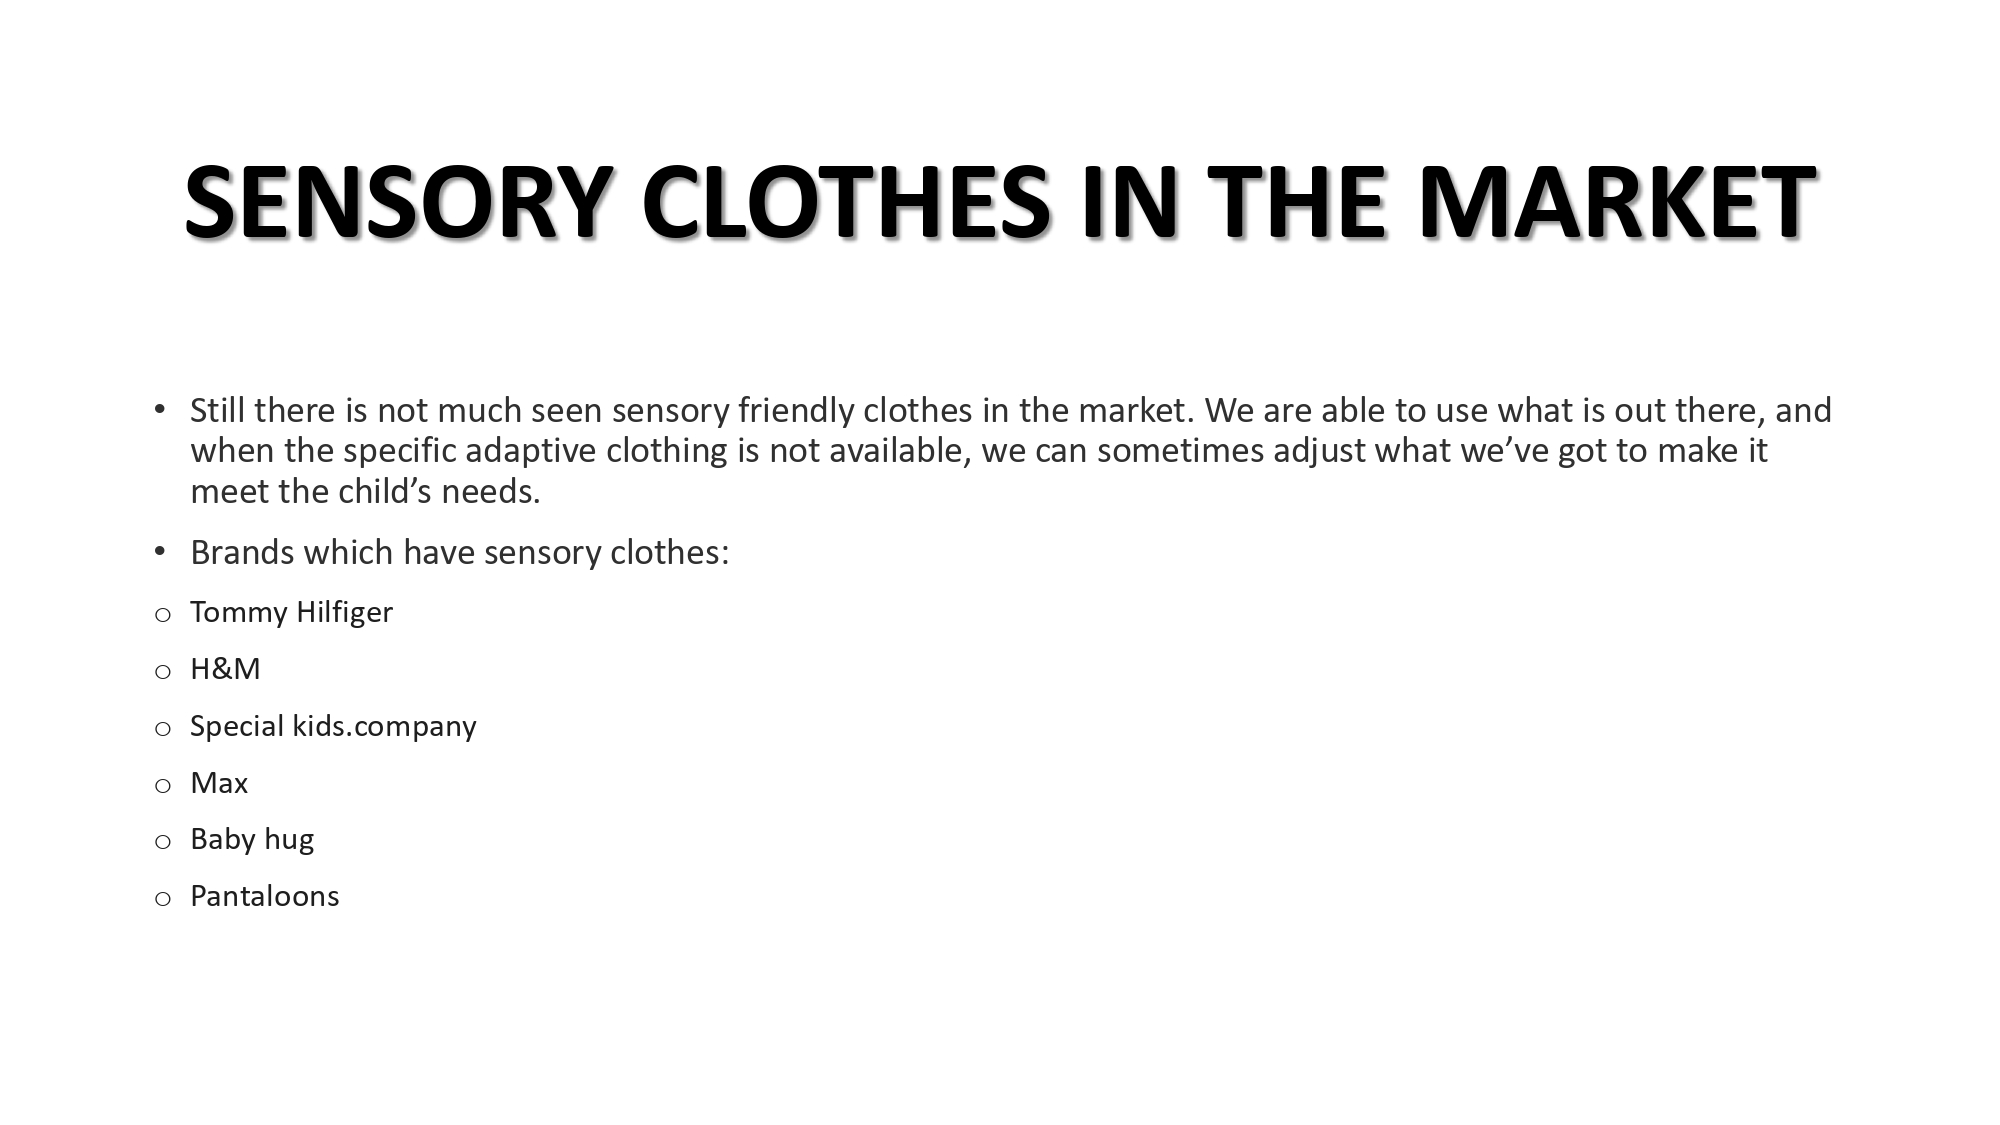 SENSORY CLOTHES IN THE MARKET
• Still there is not much seen sensory friendly clothes in the market. We are able to use what is out there, and
when the specific adaptive clothing is not available, we can sometimes adjust what we’ve got to make it
meet the child’s needs.
• Brands which have sensory clothes:
o Tommy Hilfiger
o H&M
o Special kids.company
o Max
o Baby hug
o Pantaloons